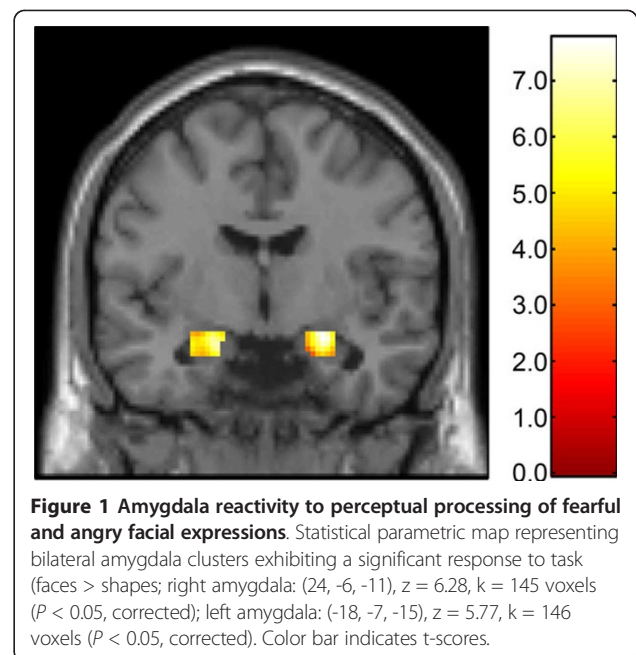 7.0
6.0
5.0
4.0
3.0
2.0
1.0
0.0
Figure 1 Amygdala reactivity to perceptual processing of fearful
and angry facial expressions. Statistical parametric map representing
bilateral amygdala clusters exhibiting a significant response to task
(faces > shapes; right amygdala: (24, -6, -11), z = 6.28, k = 145 voxels
(P < 0.05, corrected); left amygdala: (-18, -7, -15), z = 5.77, k = 146
voxels (P < 0.05, corrected). Color bar indicates t-scores.